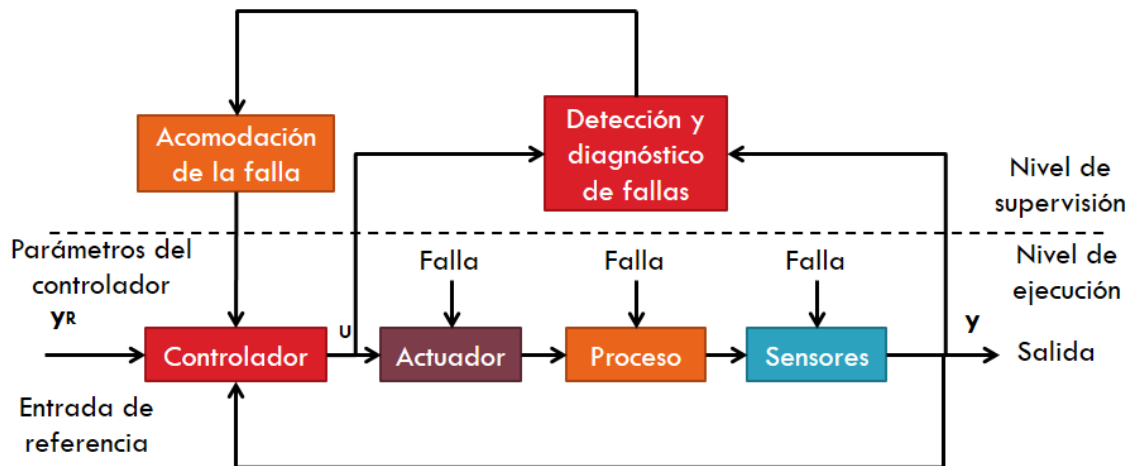 Acomodación
de la falla
Detección y
diagnóstico
de fallas
Nivel de
supervisión
Parámetros del
controlador
Nivel de
ejecución
Falla
Falla
Falla
yR
U
y
Controlador
Actuador
Proceso
Sensores
Salida
Entrada de
referencia